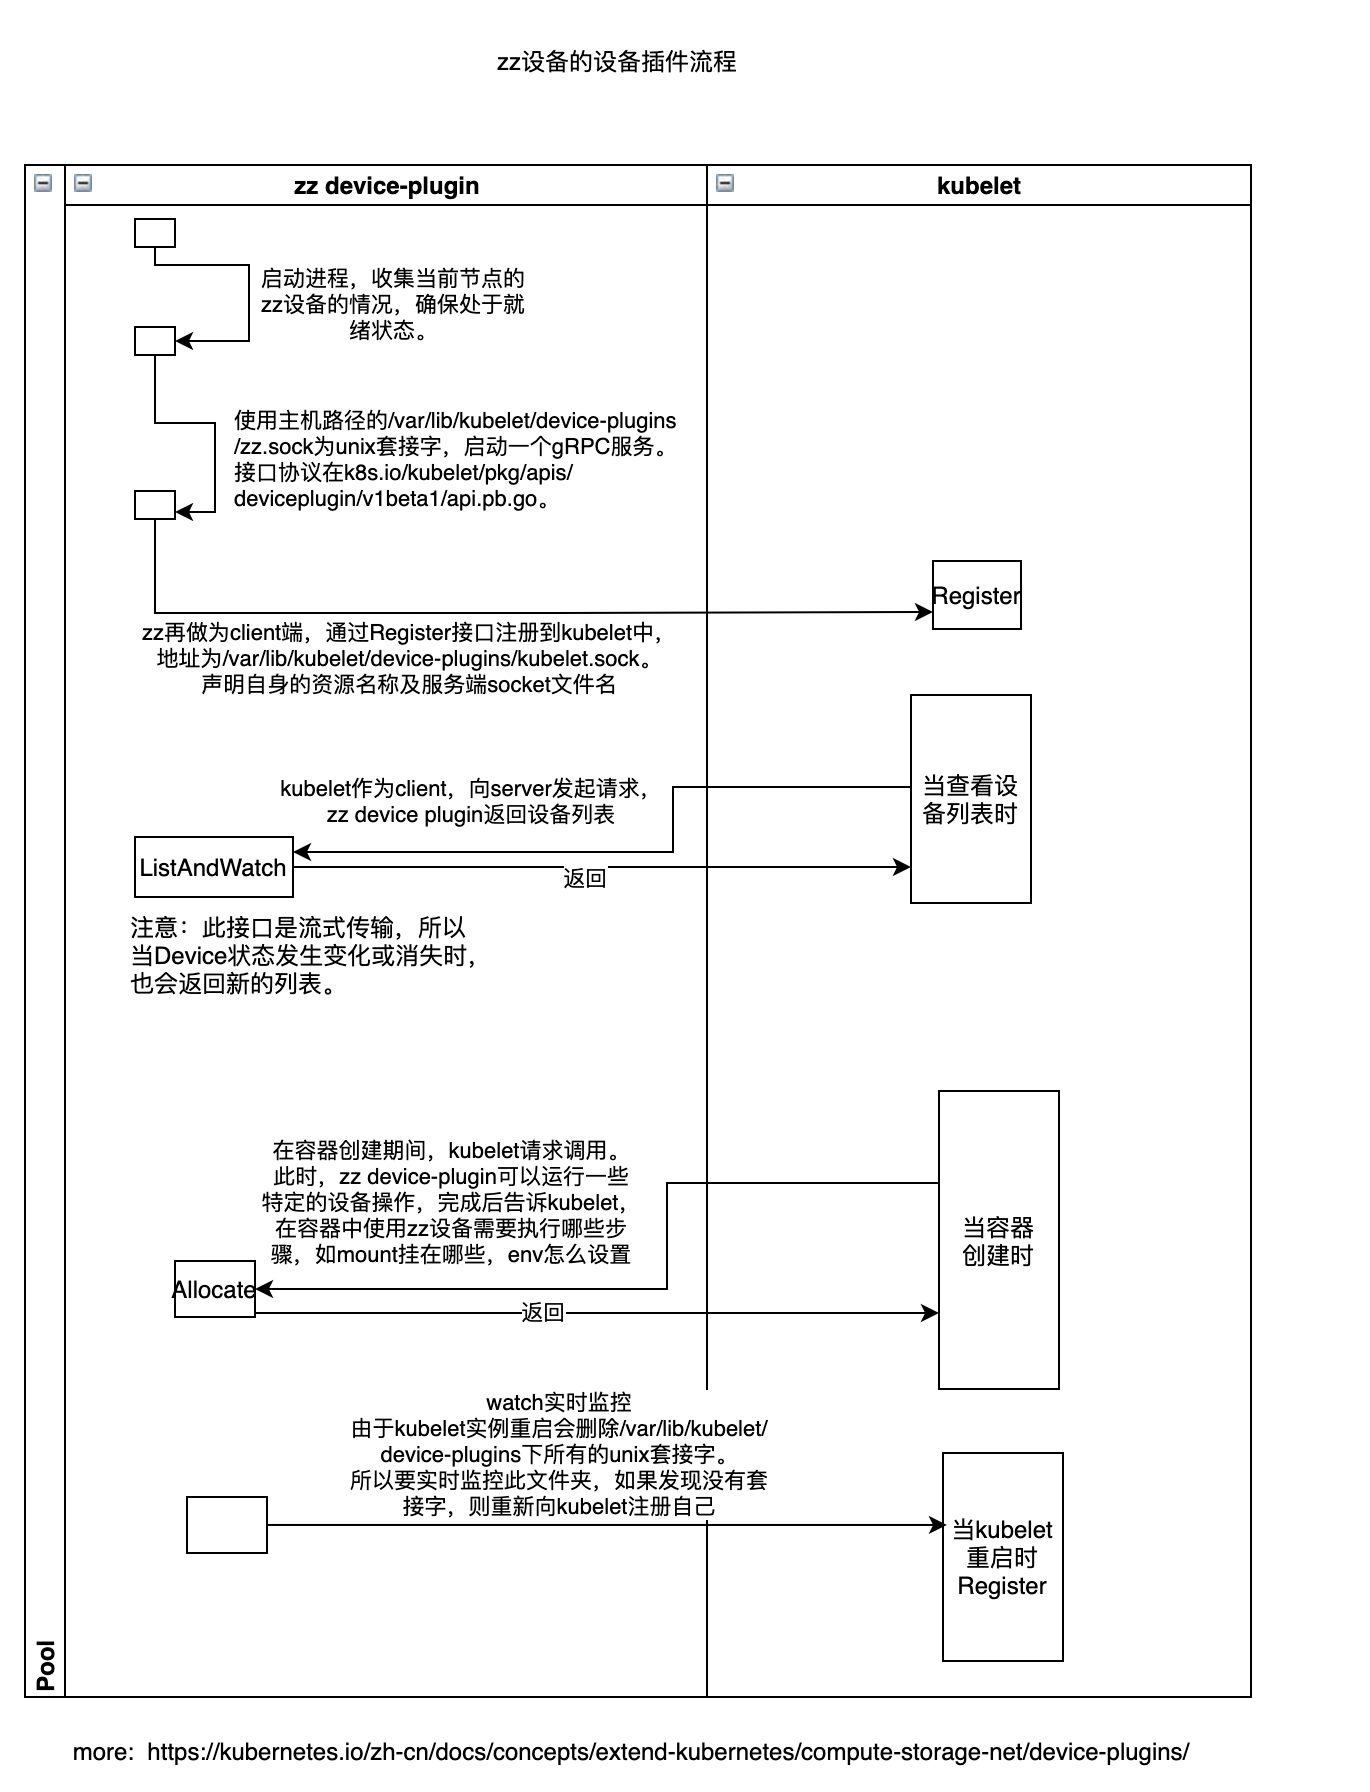 zz设备的设备插件流程
zz device-plugin
kubelet
启动进程，收集当前节点的
zz设备的情况，确保处于就
绪状态。
使用主机路径的/var/lib/kubelet/device-plugins
/zz.sock为unix套接字，启动一个gRPC服务。
接口协议在k8s.io/kubelet/pkg/apis/
deviceplugin/v1beta1/api.pb.go。
Register
zz再做为client端，通过Register接口注册到kubelet中，
地址为/var/lib/kubelet/device-plugins/kubelet.sock。
声明自身的资源名称及服务端socket文件名
kubelet作为client，向server发起请求，
zz device plugin返回设备列表
当查看设
备列表时
ListAndWatch
返回
注意：此接口是流式传输，所以
当Device状态发生变化或消失时，
也会返回新的列表。
在容器创建期间，kubelet请求调用。
此时，zz device-plugin可以运行一些
特定的设备操作，完成后告诉kubelet，
在容器中使用zz设备需要执行哪些步
骤，如mount挂在哪些，env怎么设置
当容器
创建时
Allocate
返回
watch实时监控
由于kubelet实例重启会删除/var/lib/kubelet/
device-plugins下所有的unix套接字。
所以要实时监控此文件夹，如果发现没有套
接字，则重新向kubelet注册自己
当kubelet
重启时
Register
Pool
more：https://kubernetes.io/zh-cn/docs/concepts/extend-kubernetes/compute-storage-net/device-plugins/